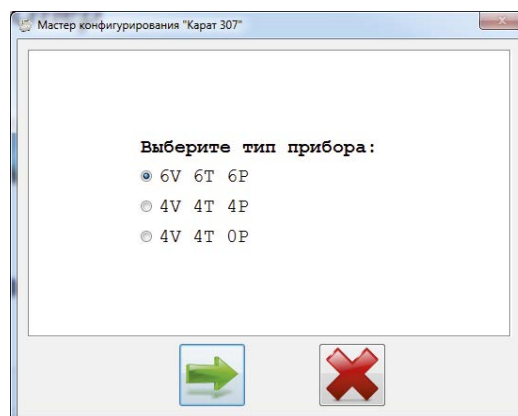 Мастер конфигурирования "Карат 307"
Выберите тип прибора:
6V 6T 6P
4V 4T 4P
4V 4T 0P